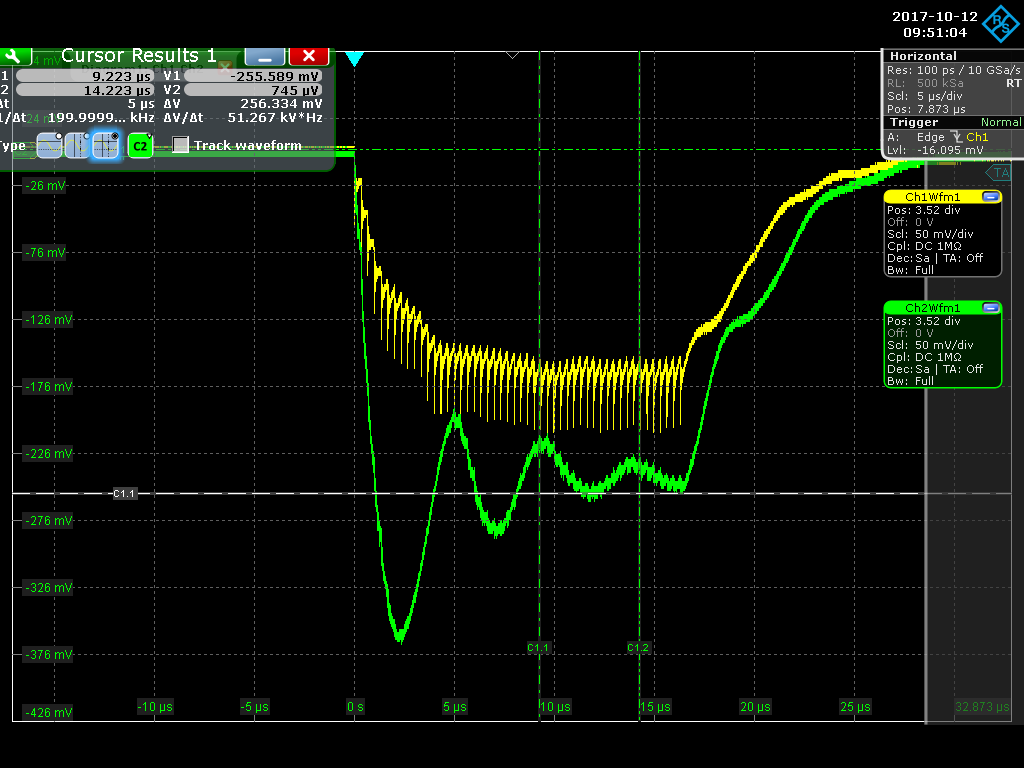 2017-10-12
09:51:04
R&S
Cursor Results 1
9.223 µs V1 -255.589 mV
14.223 µs V2 745 µV
Δt 5 µs ΔV 256.334 mV
1/Δt 199.9999... kHz ΔV/Δt 51.267 kV*Hz
Type C2 Track waveform
Horizontal
Res: 100 ps / 10 GSa/s
RL: 500 kSa RT
Scl: 5 µs/div
Pos: 7.873 µs
Trigger Normal
A: Edge Ch1
Lvl: -16.095 mV
TA
Ch1Wfm1
Pos: 3.52 div
Off: 0 V
Scl: 50 mV/div
Cpl: DC 1MΩ
Dec: Sa | TA: Off
Bw: Full
Ch2Wfm1
Pos: 3.52 div
Off: 0 V
Scl: 50 mV/div
Cpl: DC 1MΩ
Dec: Sa | TA: Off
Bw: Full
-26 mV
-76 mV
-126 mV
-176 mV
-226 mV
C1.1
-276 mV
-326 mV
C1.1 C1.2
-376 mV
-426 mV
-10 µs -5 µs 0 s 5 µs 10 µs 15 µs 20 µs 25 µs 32.873 µs